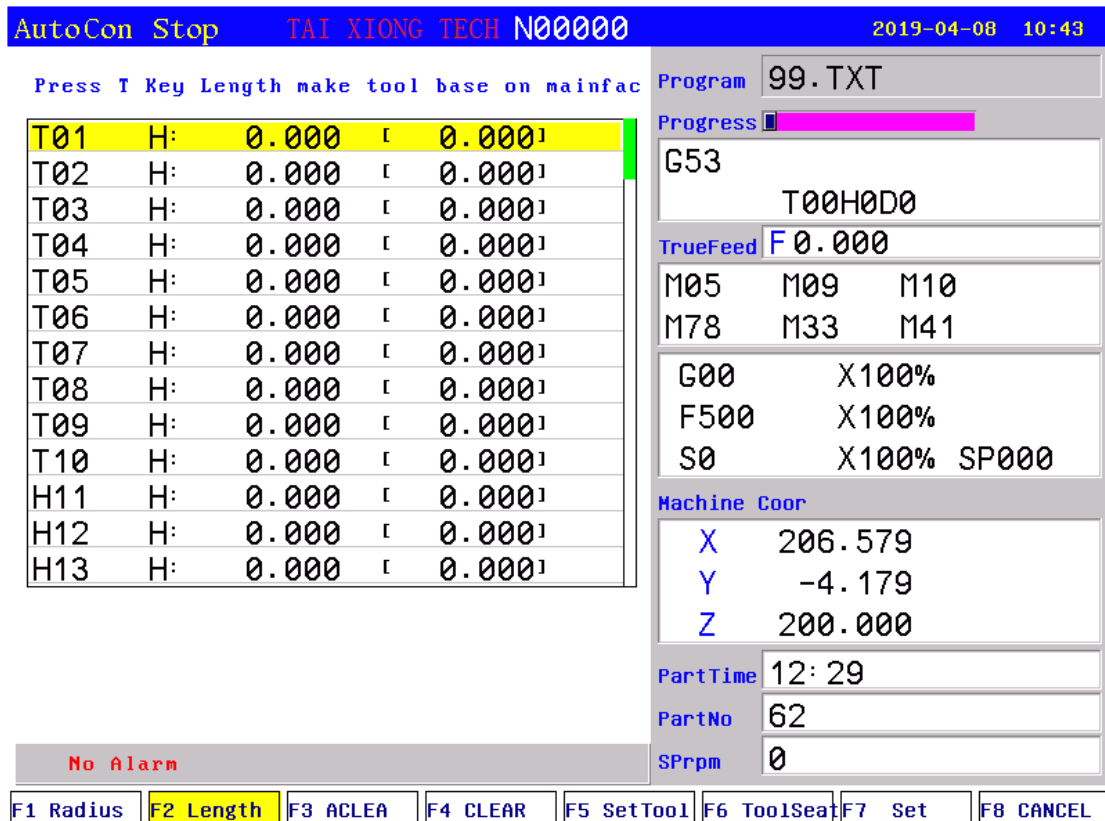 AutoCon Stop TAI XIONG TECH N00000 2019-04-08 10:43
Press T Key Length make tool base on mainfac
T01 H: 0.000 [ 0.000]
T02 H: 0.000 [ 0.000]
T03 H: 0.000 [ 0.000]
T04 H: 0.000 [ 0.000]
T05 H: 0.000 [ 0.000]
T06 H: 0.000 [ 0.000]
T07 H: 0.000 [ 0.000]
T08 H: 0.000 [ 0.000]
T09 H: 0.000 [ 0.000]
T10 H: 0.000 [ 0.000]
H11 H: 0.000 [ 0.000]
H12 H: 0.000 [ 0.000]
H13 H: 0.000 [ 0.000]
No Alarm
Program 99.TXT
Progress
G53
T00H0D0
TrueFeed F 0.000
M05 M09 M10
M78 M33 M41
G00 X100%
F500 X100%
S0 X100% SP000
Machine Coor
X 206.579
Y -4.179
Z 200.000
PartTime 12:29
PartNo 62
SPrpm 0
F1 Radius F2 Length F3 ACLEA F4 CLEAR F5 SetTool F6 ToolSeat F7 Set F8 CANCEL